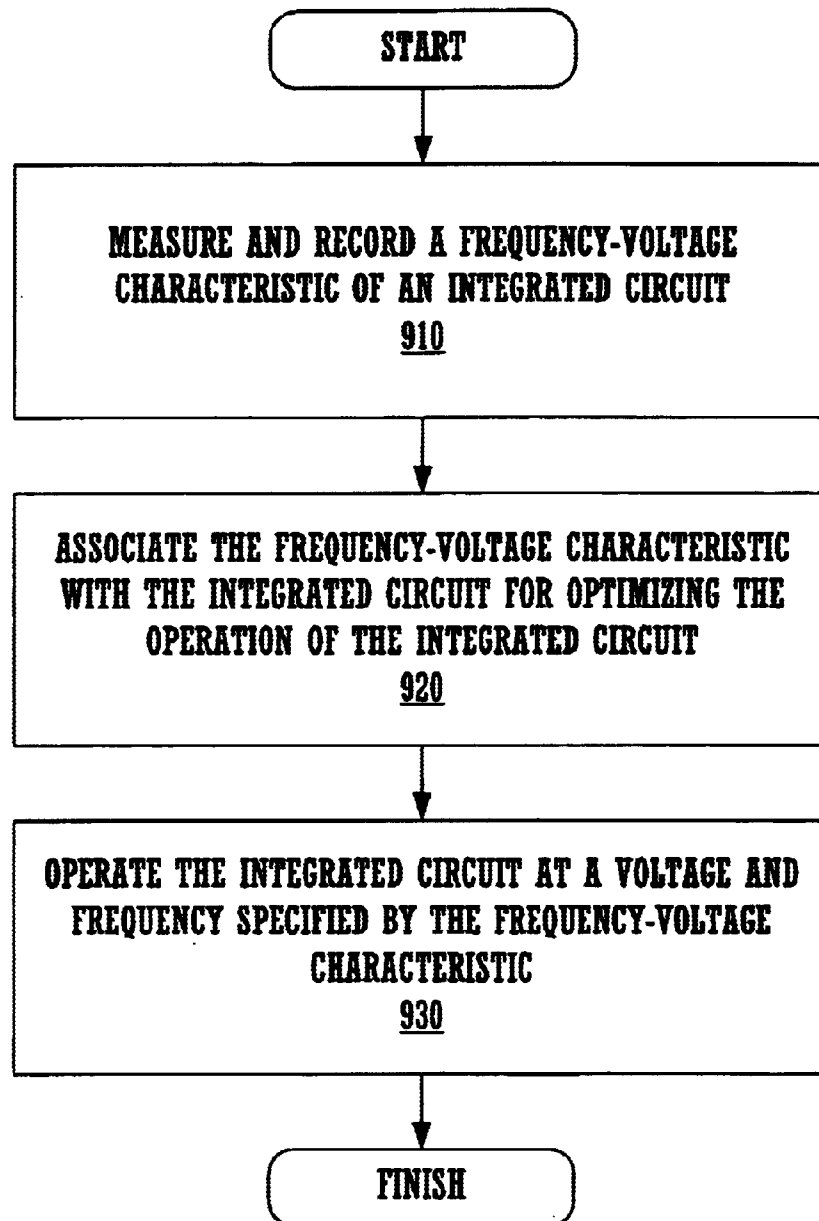 START
MEASURE AND RECORD A FREQUENCY-VOLTAGE
CHARACTERISTIC OF AN INTEGRATED CIRCUIT
910
ASSOCIATE THE FREQUENCY-VOLTAGE CHARACTERISTIC
WITH THE INTEGRATED CIRCUIT FOR OPTIMIZING THE
OPERATION OF THE INTEGRATED CIRCUIT
920
OPERATE THE INTEGRATED CIRCUIT AT A VOLTAGE AND
FREQUENCY SPECIFIED BY THE FREQUENCY-VOLTAGE
CHARACTERISTIC
930
FINISH